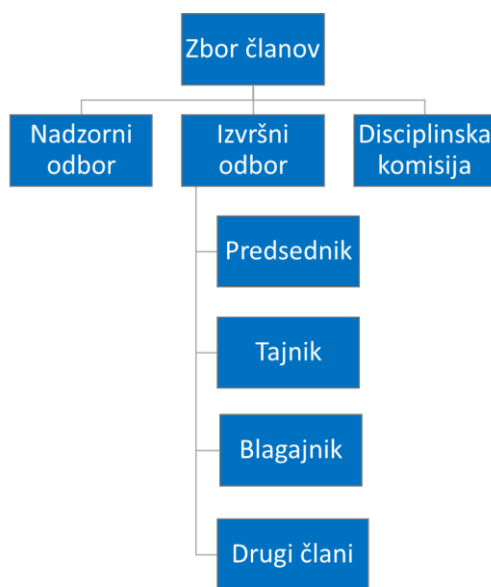 Zbor članov
Nadzorni
odbor
Izvršni
odbor
Disciplinska
komisija
Predsednik
Tajnik
Blagajnik
Drugi člani